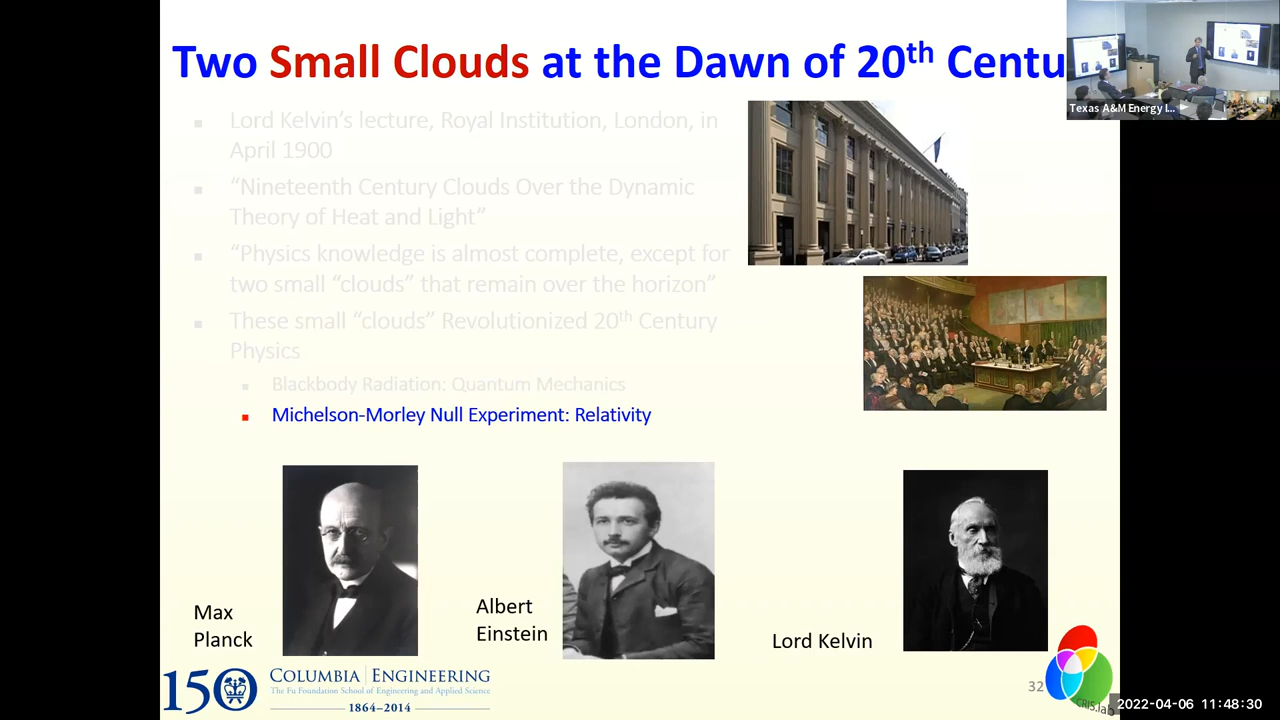 Two Small Clouds at the Dawn of 20th Centu
Texas A&M Energy I...
Lord Kelvin's lecture, Royal Institution, London, in
April 1900
"Nineteenth Century Clouds Over the Dynamic
Theory of Heat and Light"
"Physics knowledge is almost complete, except for
two small "clouds" that remain over the horizon"
These small "clouds" Revolutionized 20th Century
Physics
Blackbody Radiation: Quantum Mechanics
Michelson-Morley Null Experiment: Relativity
Max
Planck
Albert
Einstein
Lord Kelvin
150
COLUMBIA | ENGINEERING
The Fu Foundation School of Engineering and Applied Science
1864–2014
32
CRIS.lab
2022-04-06 11:48:30